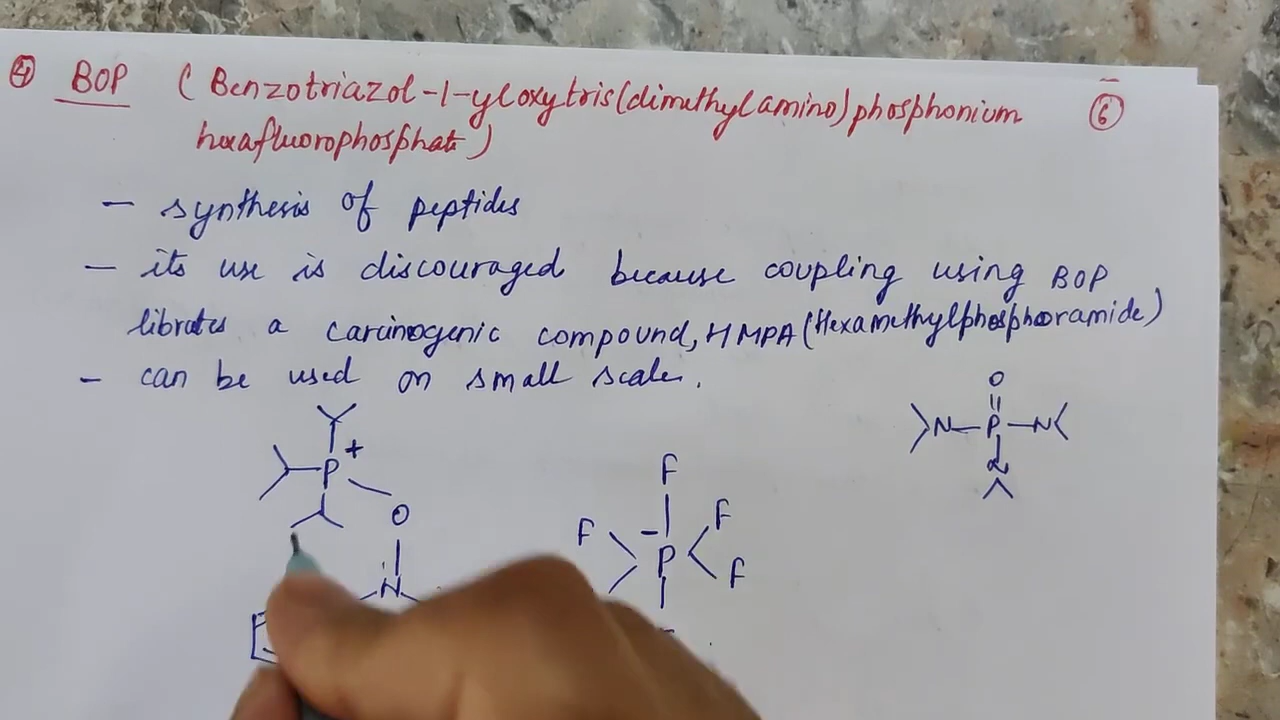 ④ BOP (Benzotriazol-1-yloxytris(dimethylamino)phosphonium ⑥
hexafluorophosphate)
- synthesis of peptides
- its use is discouraged because coupling using BOP
librates a carcinogenic compound, HMPA (Hexamethylphosphoramide)
- can be used on small scale.
O
N-P-N
N
P+
O
N
F
F F
-P
F